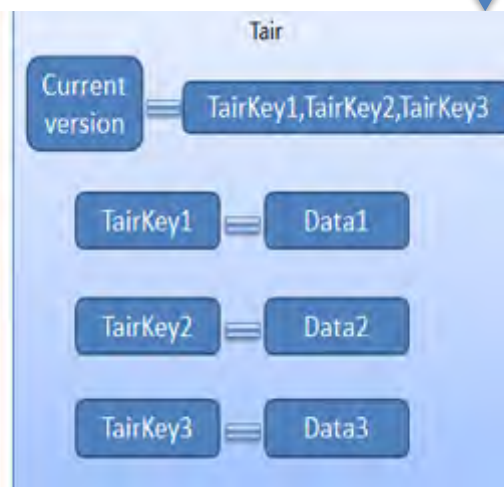 Tair
Current
version
TairKey1,TairKey2,TairKey3
TairKey1
Data1
TairKey2
Data2
TairKey3
Data3